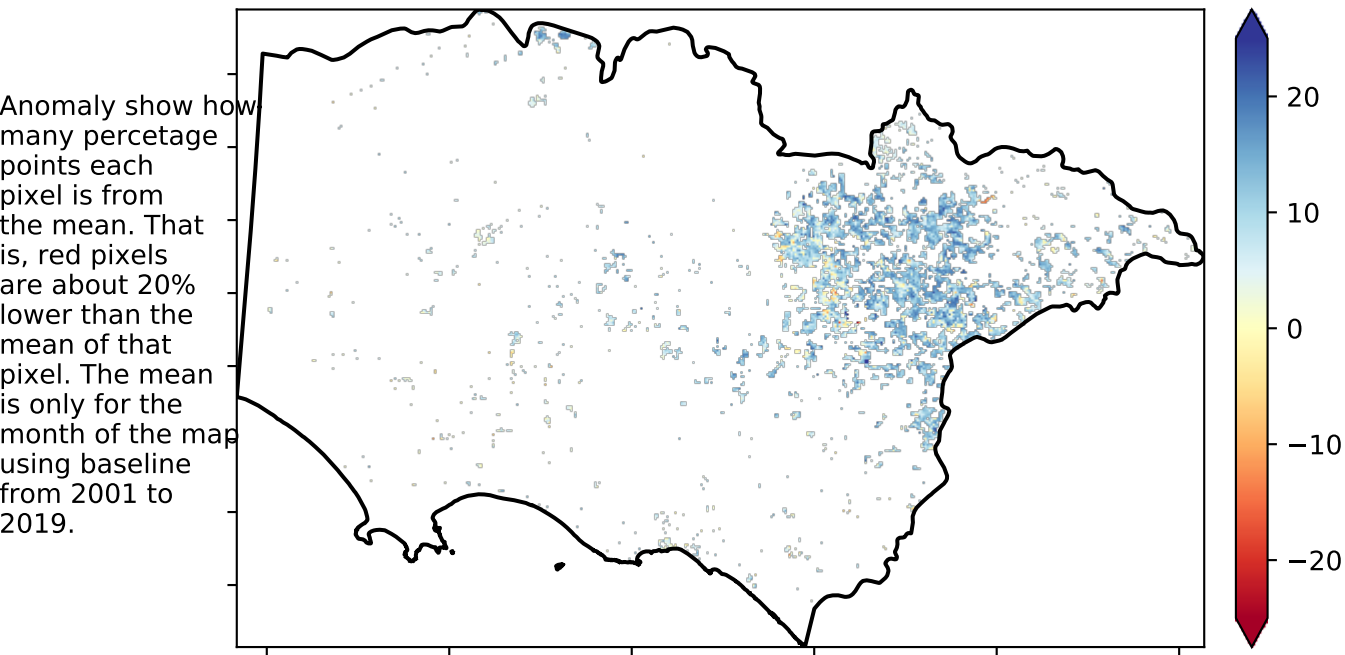 Anomaly show how
many percetage
points each
pixel is from
the mean. That
is, red pixels
are about 20%
lower than the
mean of that
pixel. The mean
is only for the
month of the map
using baseline
from 2001 to
2019.
20
10
0
−10
−20